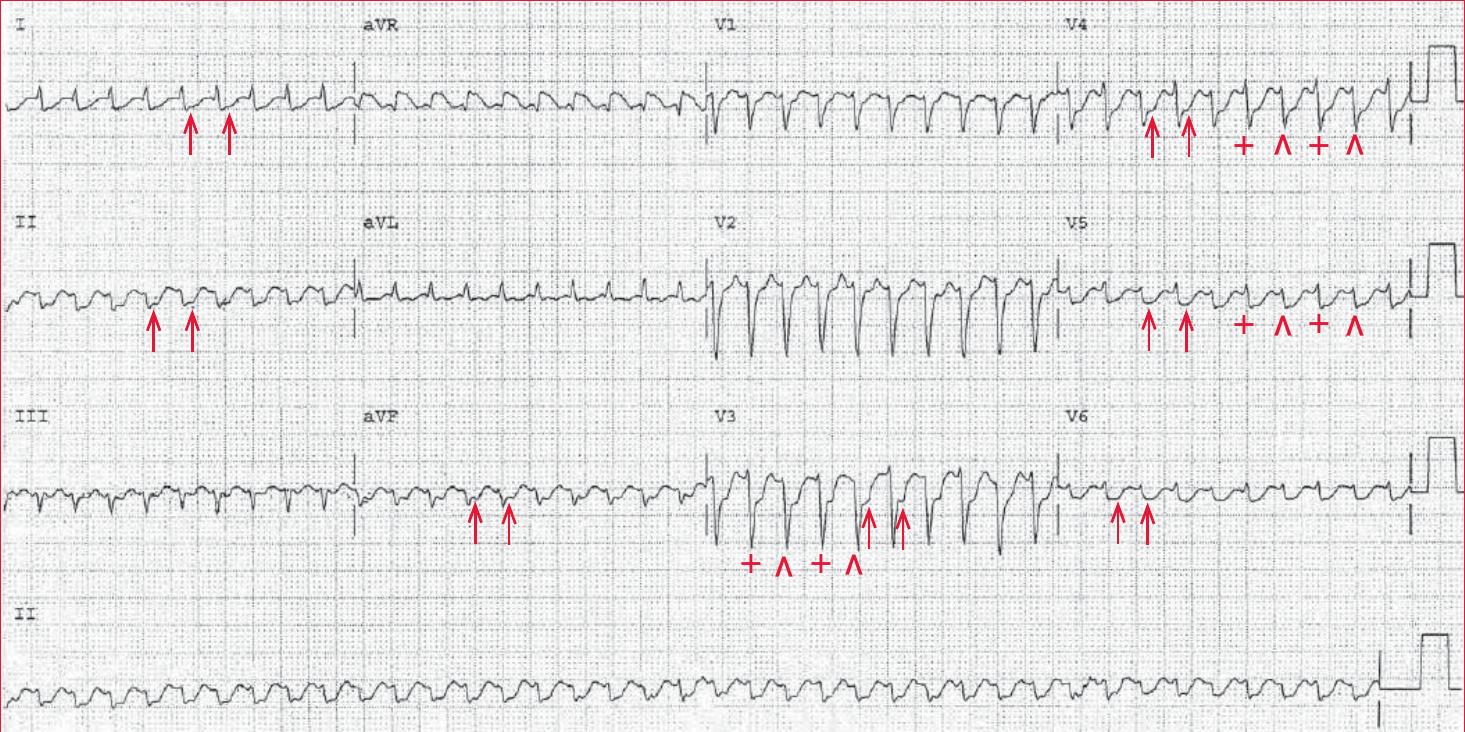 I aVR V1 V4
+ ^ + ^
II aVL V2 V5
+ ^ + ^
III aVF V3 V6
+ ^ + ^
II